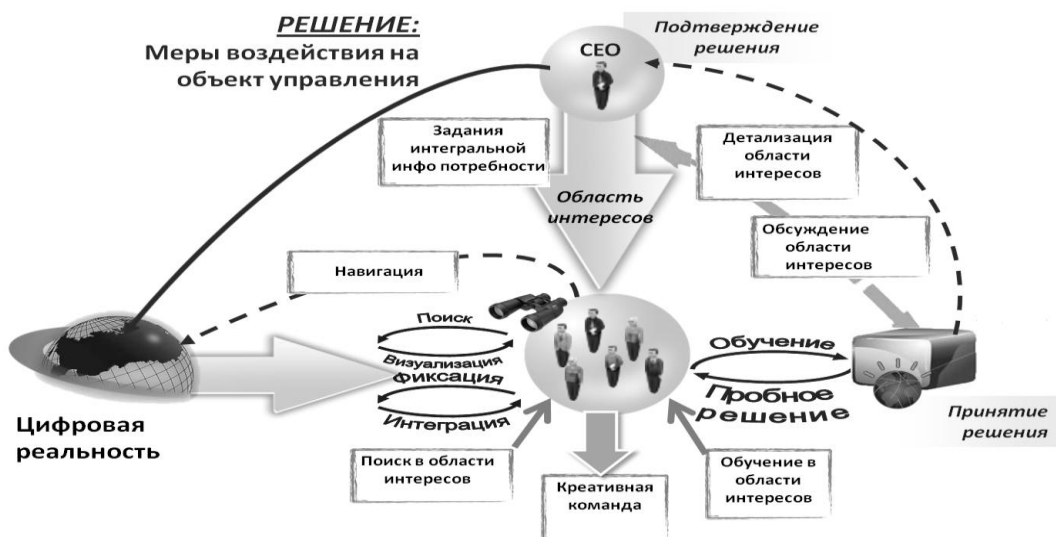 РЕШЕНИЕ:
Меры воздействия на
объект управления
CEO
Подтверждение
решения
Задания
интегральной
инфо потребности
Детализация
области
интересов
Область
интересов
Обсуждение
области
интересов
Навигация
Поиск
Визуализация
Фиксация
Интеграция
Обучение
Пробное
решение
Цифровая
реальность
Принятие
решения
Поиск в области
интересов
Креативная
команда
Обучение в
области
интересов